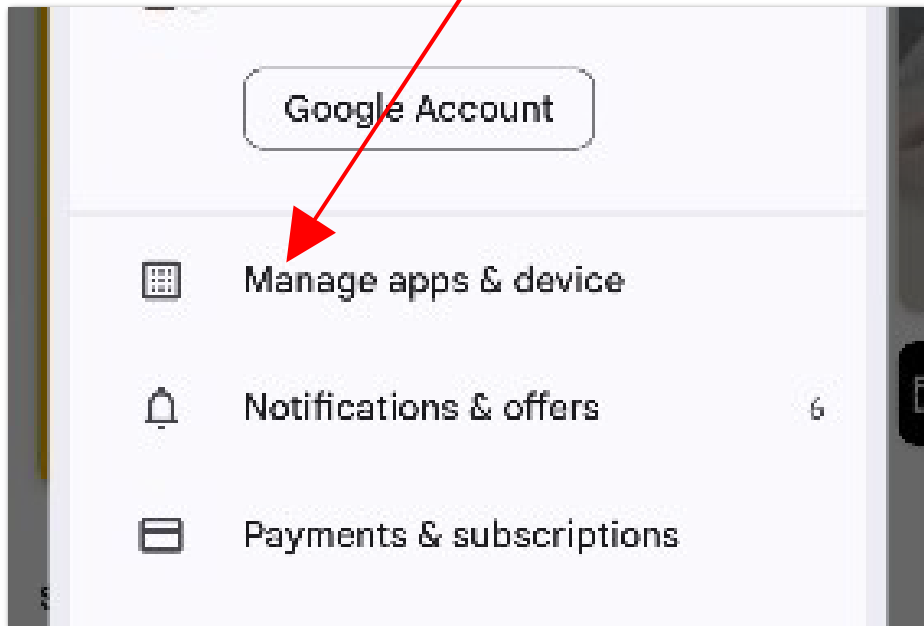 Google Account
Manage apps & device
Notifications & offers 6
Payments & subscriptions